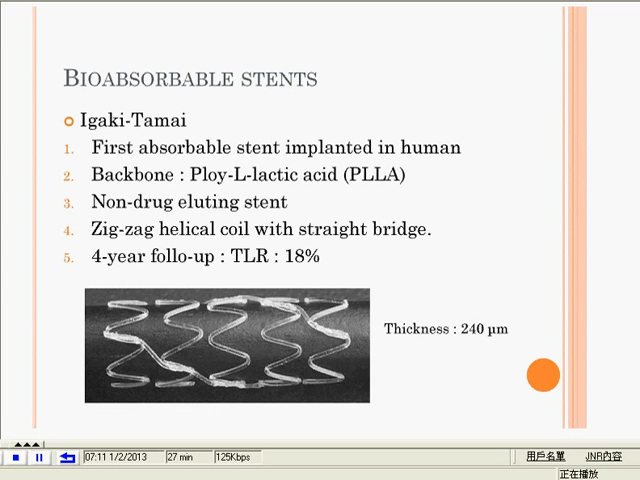 BIOABSORBABLE STENTS
Igaki-Tamai
1. First absorbable stent implanted in human
2. Backbone : Ploy-L-lactic acid (PLLA)
3. Non-drug eluting stent
4. Zig-zag helical coil with straight bridge.
5. 4-year follo-up : TLR : 18%
Thickness : 240 µm
07:11 1/2/2013 27 min 125Kbps 用戶名單 JNR內容
正在播放